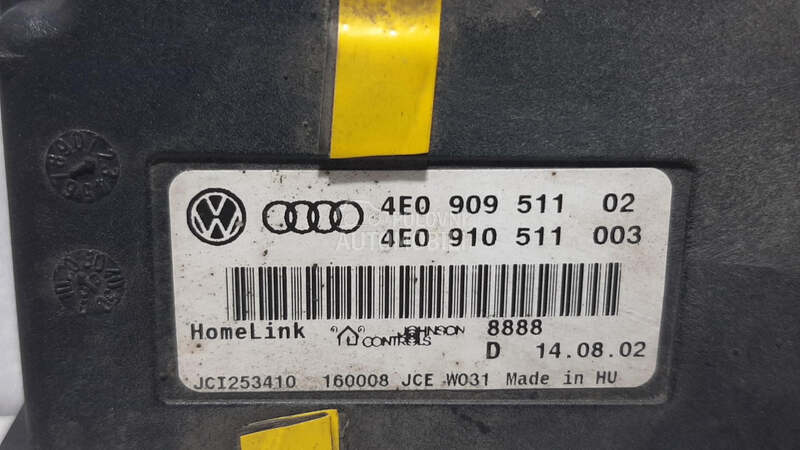 4E0 909 511 02
4E0 910 511 003
HomeLink JOHNSON CONTROLS 8888
D 14.08.02
JCI253410 160008 JCE W031 Made in HU